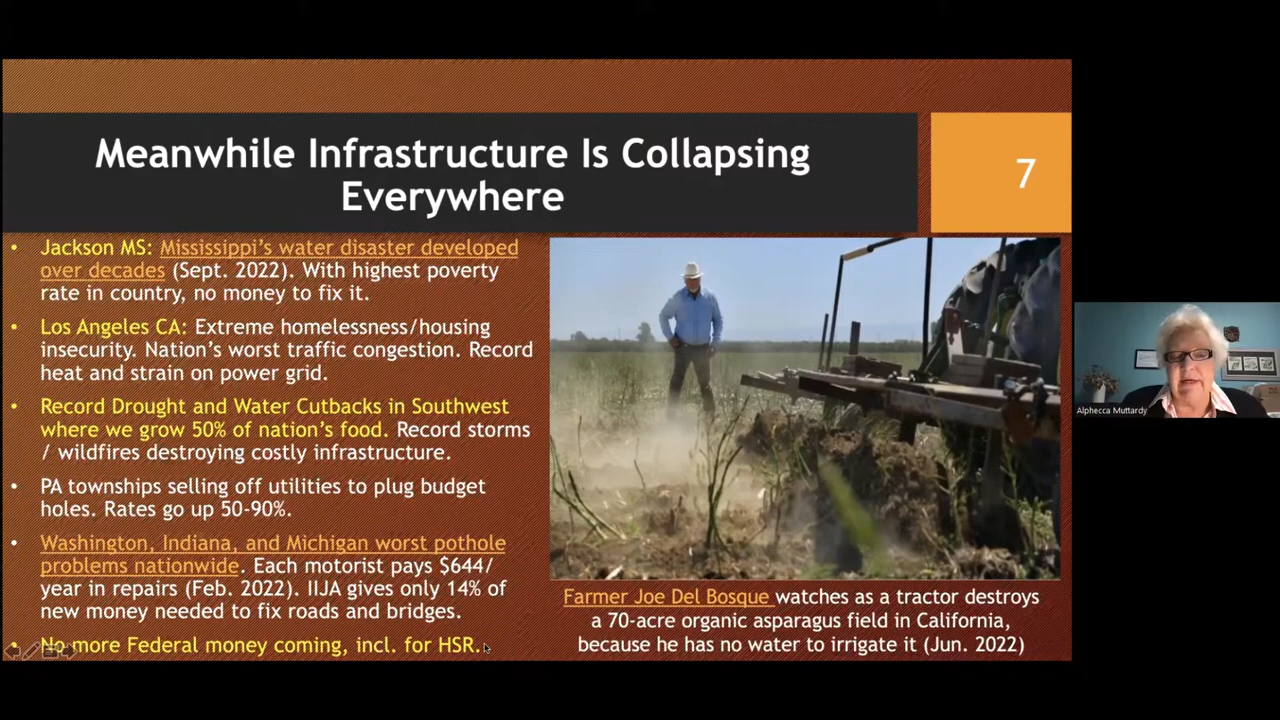 Meanwhile Infrastructure Is Collapsing
Everywhere
7
• Jackson MS: Mississippi's water disaster developed
over decades (Sept. 2022). With highest poverty
rate in country, no money to fix it.
• Los Angeles CA: Extreme homelessness/housing
insecurity. Nation's worst traffic congestion. Record
heat and strain on power grid.
• Record Drought and Water Cutbacks in Southwest
where we grow 50% of nation's food. Record storms
/ wildfires destroying costly infrastructure.
• PA townships selling off utilities to plug budget
holes. Rates go up 50-90%.
• Washington, Indiana, and Michigan worst pothole
problems nationwide. Each motorist pays $644/
year in repairs (Feb. 2022). IIJA gives only 14% of
new money needed to fix roads and bridges.
• No more Federal money coming, incl. for HSR.
Farmer Joe Del Bosque watches as a tractor destroys
a 70-acre organic asparagus field in California,
because he has no water to irrigate it (Jun. 2022)
Alphecca Muttardy